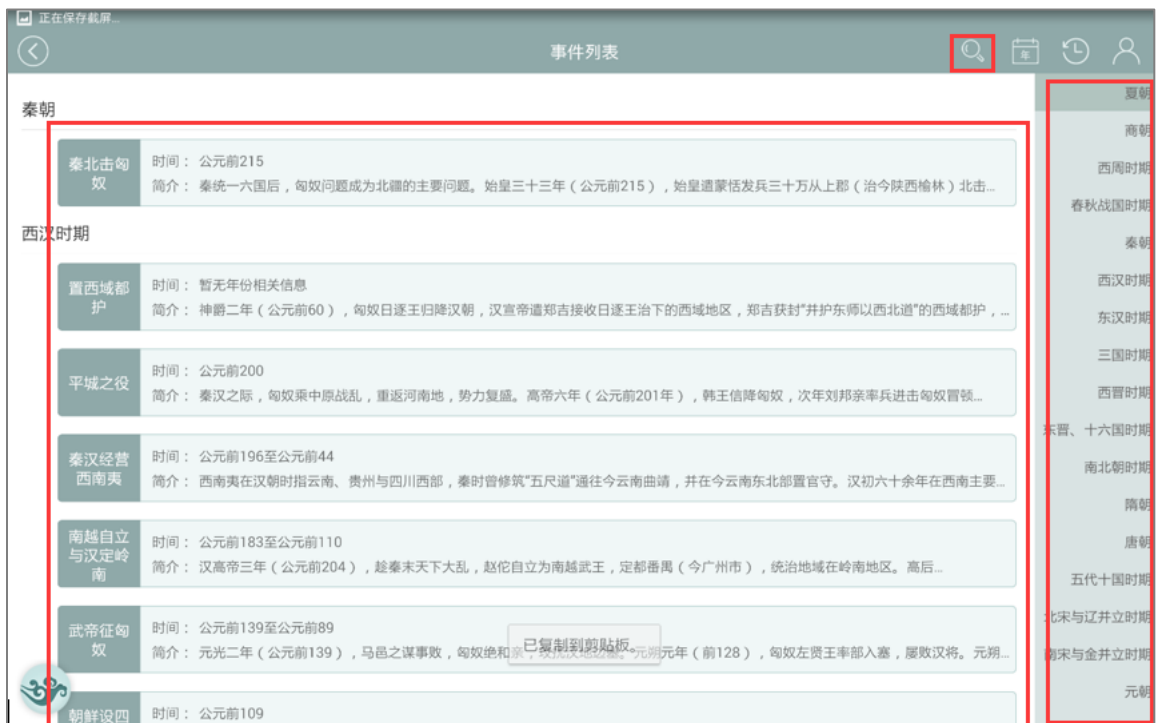 正在保存截屏...
事件列表
年
秦朝
秦北击匈
奴
时间： 公元前215
简介： 秦统一六国后，匈奴问题成为北疆的主要问题。始皇三十三年（公元前215），始皇遣蒙恬发兵三十万从上郡（治今陕西榆林）北击...
西汉时期
置西域都
护
时间： 暂无年份相关信息
简介： 神爵二年（公元前60），匈奴日逐王归降汉朝，汉宣帝遣郑吉接收日逐王治下的西域地区，郑吉获封"并护东师以西北道"的西域都护，...
平城之役
时间： 公元前200
简介： 秦汉之际，匈奴乘中原战乱，重返河南地，势力复盛。高帝六年（公元前201年），韩王信降匈奴，次年刘邦亲率兵进击匈奴冒顿...
秦汉经营
西南夷
时间： 公元前196至公元前44
简介： 西南夷在汉朝时指云南、贵州与四川西部，秦时曾修筑"五尺道"通往今云南曲靖，并在今云南东北部置官守。汉初六十余年在西南主要...
南越自立
与汉定岭
南
时间： 公元前183至公元前110
简介： 汉高帝三年（公元前204），趁秦末天下大乱，赵佗自立为南越武王，定都番禺（今广州市），统治地域在岭南地区。高后...
武帝征匈
奴
时间： 公元前139至公元前89
简介： 元光二年（公元前139），马邑之谋事败，匈奴绝和 元朔元年（前128），匈奴左贤王率部入塞，屡败汉将。元朔...
已复制到剪贴板。
朝鲜设四
时间： 公元前109
夏朝
商朝
西周时期
春秋战国时期
秦朝
西汉时期
东汉时期
三国时期
西晋时期
东晋、十六国时期
南北朝时期
隋朝
唐朝
五代十国时期
北宋与辽并立时期
南宋与金并立时期
元朝